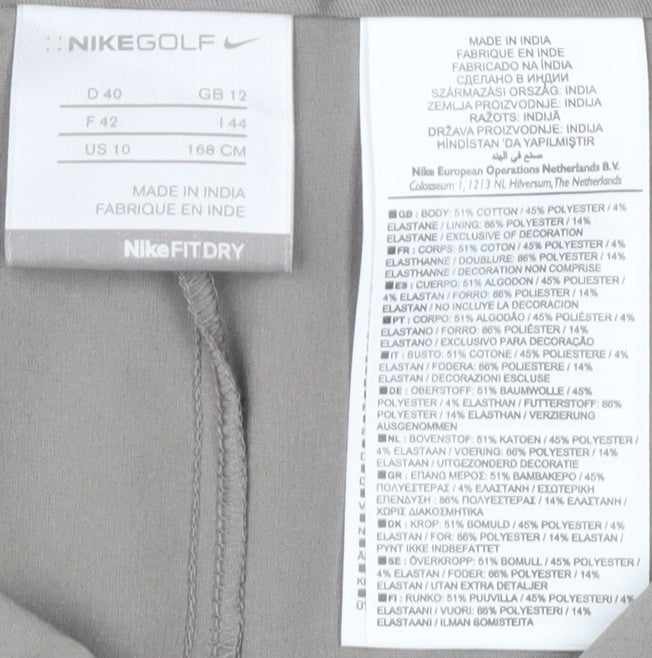 NIKEGOLF
D 40 GB 12
F 42 I 44
US 10 168 CM
MADE IN INDIA
FABRIQUE EN INDE
NikeFITDRY
MADE IN INDIA
FABRIQUE EN INDE
FABRICADO NA ÍNDIA
СДЕЛАНО В ИНДИИ
SZÁRMAZÁSI ORSZÁG: INDIA
ZEMLJA PROIZVODNJE: INDIJA
RAŽOTS: INDIJĀ
DRŽAVA PROIZVODNJE: INDIJA
HİNDİSTAN 'DA YAPILMIŞTIR
صنع في الهند
Nike European Operations Netherlands B.V.
Colosseum 1, 1213 NL Hilversum, The Netherlands
GB : BODY: 51% COTTON / 45% POLYESTER / 4%
ELASTANE / LINING: 86% POLYESTER / 14%
ELASTANE / EXCLUSIVE OF DECORATION
FR : CORPS: 51% COTON / 45% POLYESTER / 4%
ELASTHANNE / DOUBLURE: 86% POLYESTER / 14%
ELASTHANNE / DECORATION NON COMPRISE
ES : CUERPO: 51% ALGODON / 45% POLIESTER /
4% ELASTAN / FORRO: 86% POLIESTER / 14%
ELASTAN / NO INCLUYE LA DECORACION
PT : CORPO: 51% ALGODÃO / 45% POLIÉSTER / 4%
ELASTANO / FORRO: 86% POLIÉSTER / 14%
ELASTANO / EXCLUSIVO PARA DECORAÇÃO
IT : BUSTO: 51% COTONE / 45% POLIESTERE / 4%
ELASTAN / FODERA: 86% POLIESTERE / 14%
ELASTAN / DECORAZIONI ESCLUSE
DE : OBERSTOFF: 51% BAUMWOLLE / 45%
POLYESTER / 4% ELASTHAN / FUTTERSTOFF: 86%
POLYESTER / 14% ELASTHAN / VERZIERUNG
AUSGENOMMEN
NL : BOVENSTOF: 51% KATOEN / 45% POLYESTER /
4% ELASTAAN / VOERING: 86% POLYESTER / 14%
ELASTAAN / UITGEZONDERD DECORATIE
GR : ΕΠΑΝΩ ΜΕΡΟΣ: 51% ΒΑΜΒΑΚΕΡΟ / 45%
ΠΟΛΥΕΣΤΕΡΑΣ / 4% ΕΛΑΣΤΑΝΗ / ΕΣΩΤΕΡΙΚΗ
ΕΠΕΝΔΥΣΗ : 86% ΠΟΛΥΕΣΤΕΡΑΣ / 14% ΕΛΑΣΤΑΝΗ /
ΧΩΡΙΣ ΔΙΑΚΟΣΜΗΤΙΚΑ
DK : KROP: 51% BOMULD / 45% POLYESTER / 4%
ELASTAN / FOR: 86% POLYESTER / 14% ELASTAN /
PYNT IKKE INDBEFATTET
SE : ÖVERKROPP: 51% BOMULL / 45% POLYESTER /
4% ELASTAN / FODER: 86% POLYESTER / 14%
ELASTAN / UTAN EXTRA DETALJER
FI : RUNKO: 51% PUUVILLA / 45% POLYESTERI / 4%
ELASTAANI / VUORI: 86% POLYESTERI / 14%
ELASTAANI / ILMAN SOMISTEITA